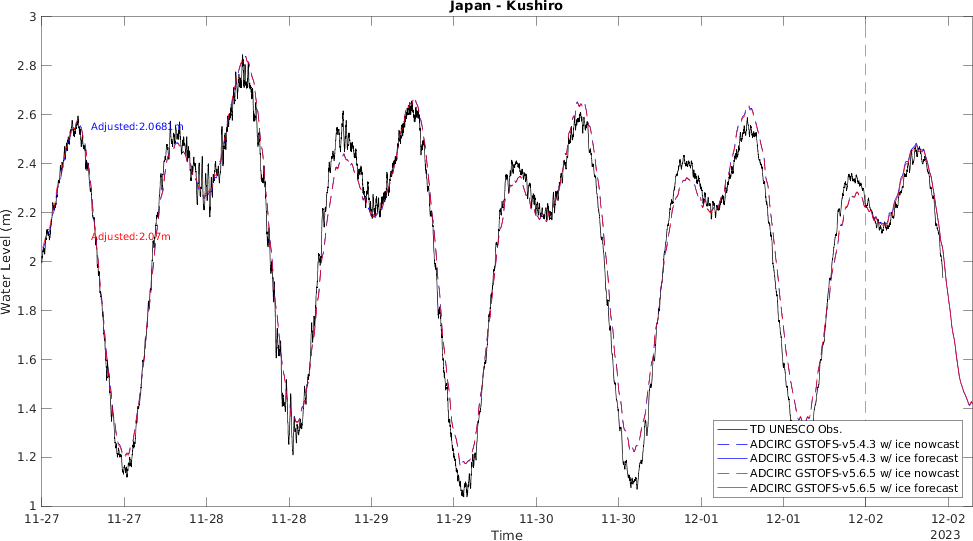 Japan - Kushiro
3
2.8
2.6
2.4
2.2
2
1.8
1.6
1.4
1.2
1
Water Level (m)
Adjusted:2.0681m
Adjusted:2.07m
TD UNESCO Obs.
ADCIRC GSTOFS-v5.4.3 w/ ice nowcast
ADCIRC GSTOFS-v5.4.3 w/ ice forecast
ADCIRC GSTOFS-v5.6.5 w/ ice nowcast
ADCIRC GSTOFS-v5.6.5 w/ ice forecast
11-27 11-27 11-28 11-28 11-29 11-29 11-30 11-30 12-01 12-01 12-02 12-02
Time
2023